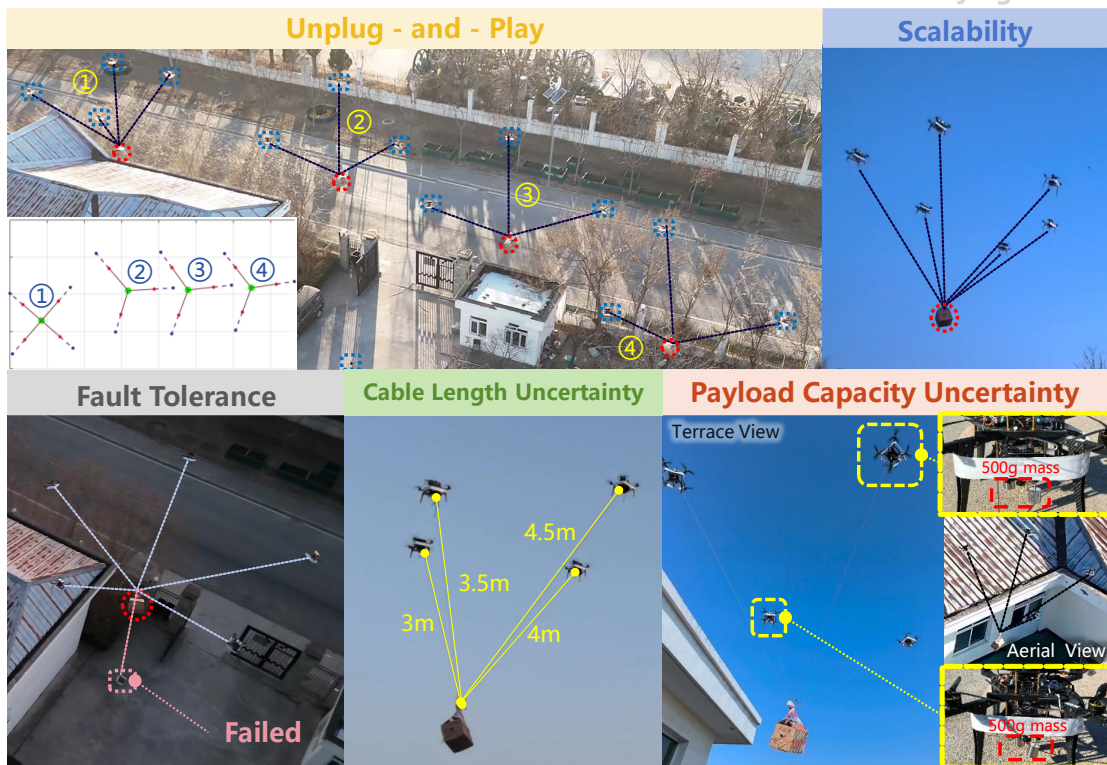 Unplug - and - Play
Scalability
①
②
③
④
①
②
③
④
Fault Tolerance
Cable Length Uncertainty
Payload Capacity Uncertainty
Failed
4.5m
3.5m
3m
4m
Terrace View
500g mass
Aerial View
500g mass